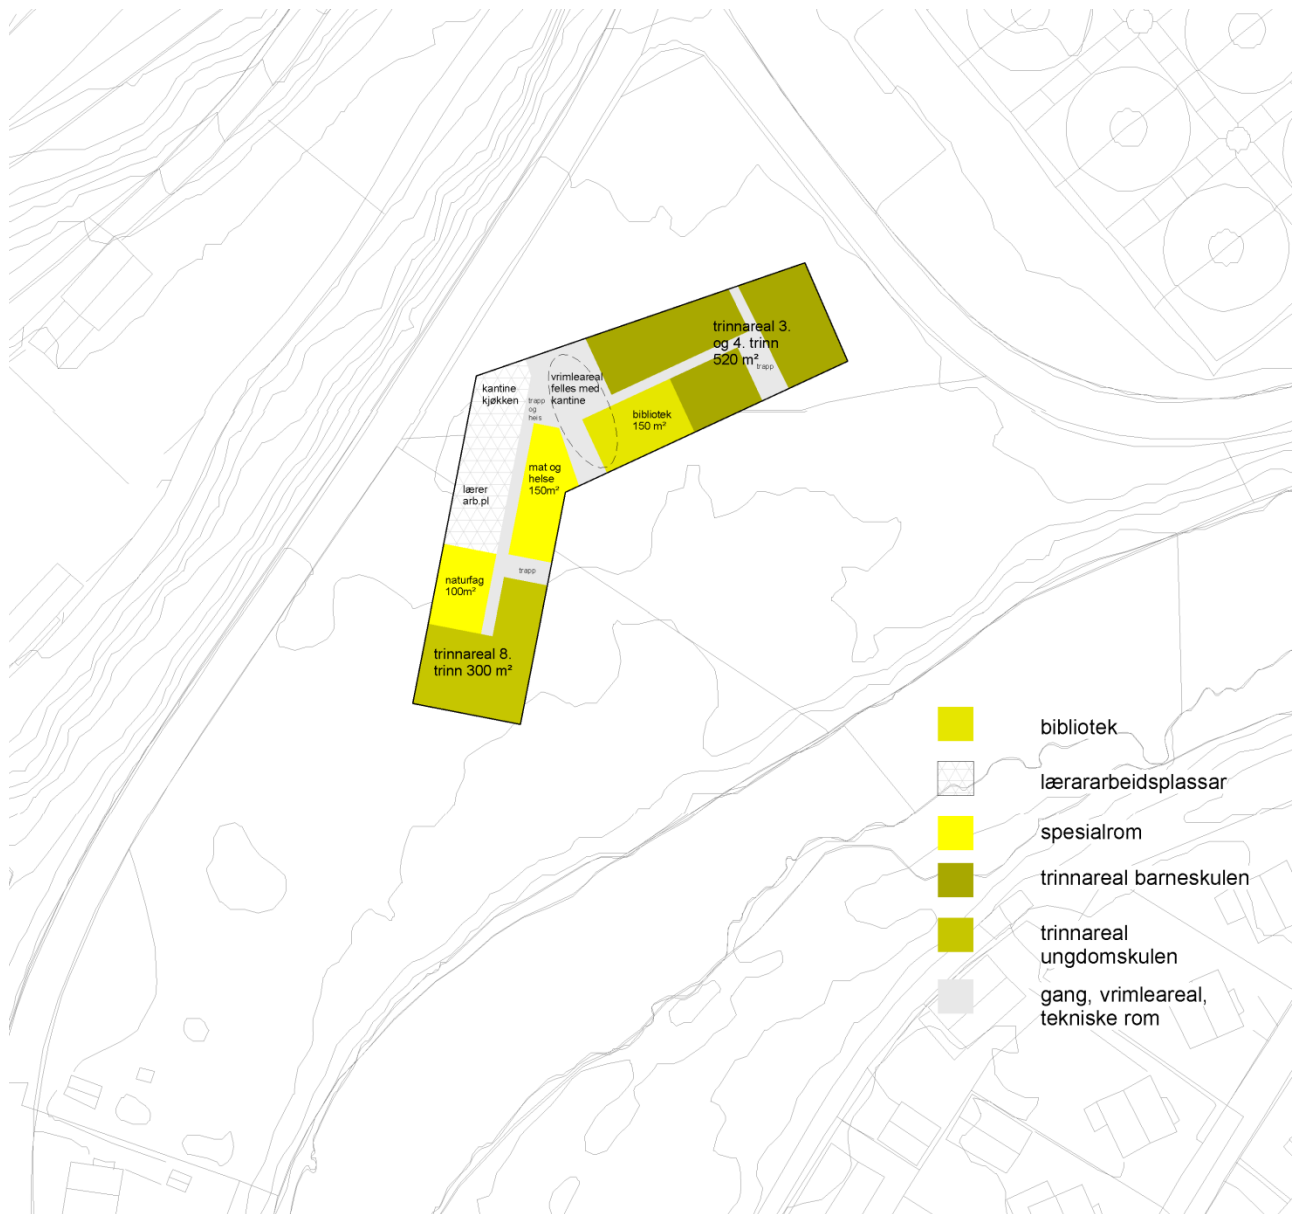 trinnareal 3.
og 4. trinn
520 m²
trapp
kantine
kjøkken
vrimleareal
felles med
kantine
trapp
og
heis
bibliotek
150 m²
mat og
helse
150m²
lærer
arb.pl
trapp
naturfag
100m²
trinnareal 8.
trinn 300 m²
bibliotek
lærararbeidsplassar
spesialrom
trinnareal barneskulen
trinnareal
ungdomskulen
gang, vrimleareal,
tekniske rom